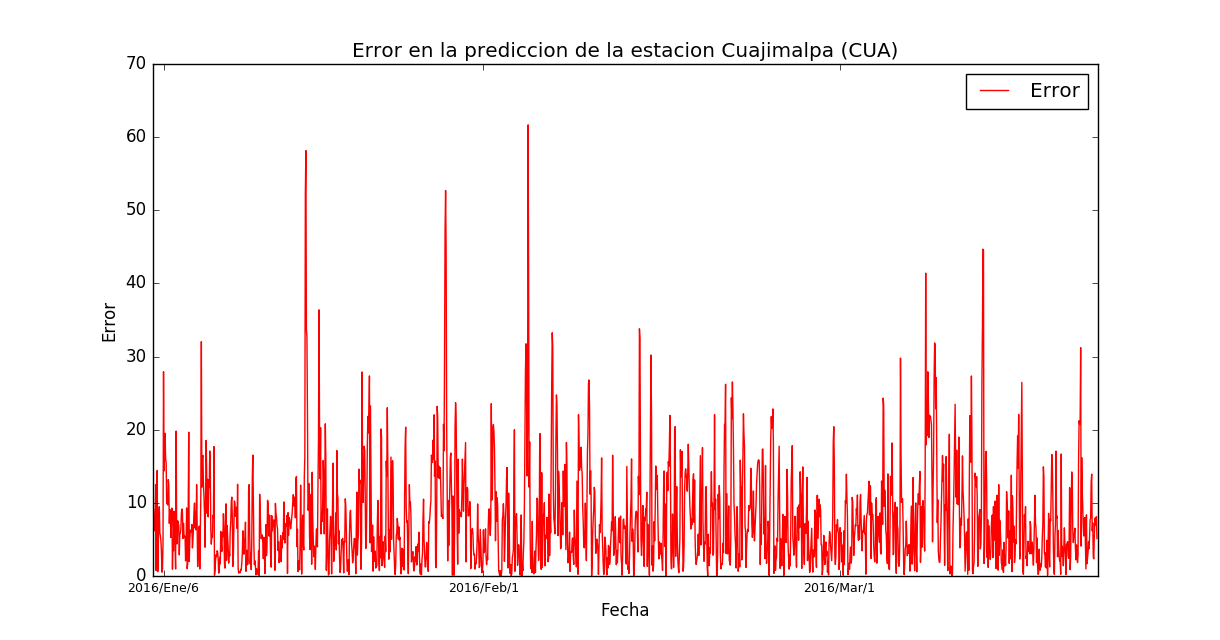 Error en la prediccion de la estacion Cuajimalpa (CUA)
70
60
50
40
30
20
10
0
Error
Error
2016/Ene/6
2016/Feb/1
2016/Mar/1
Fecha